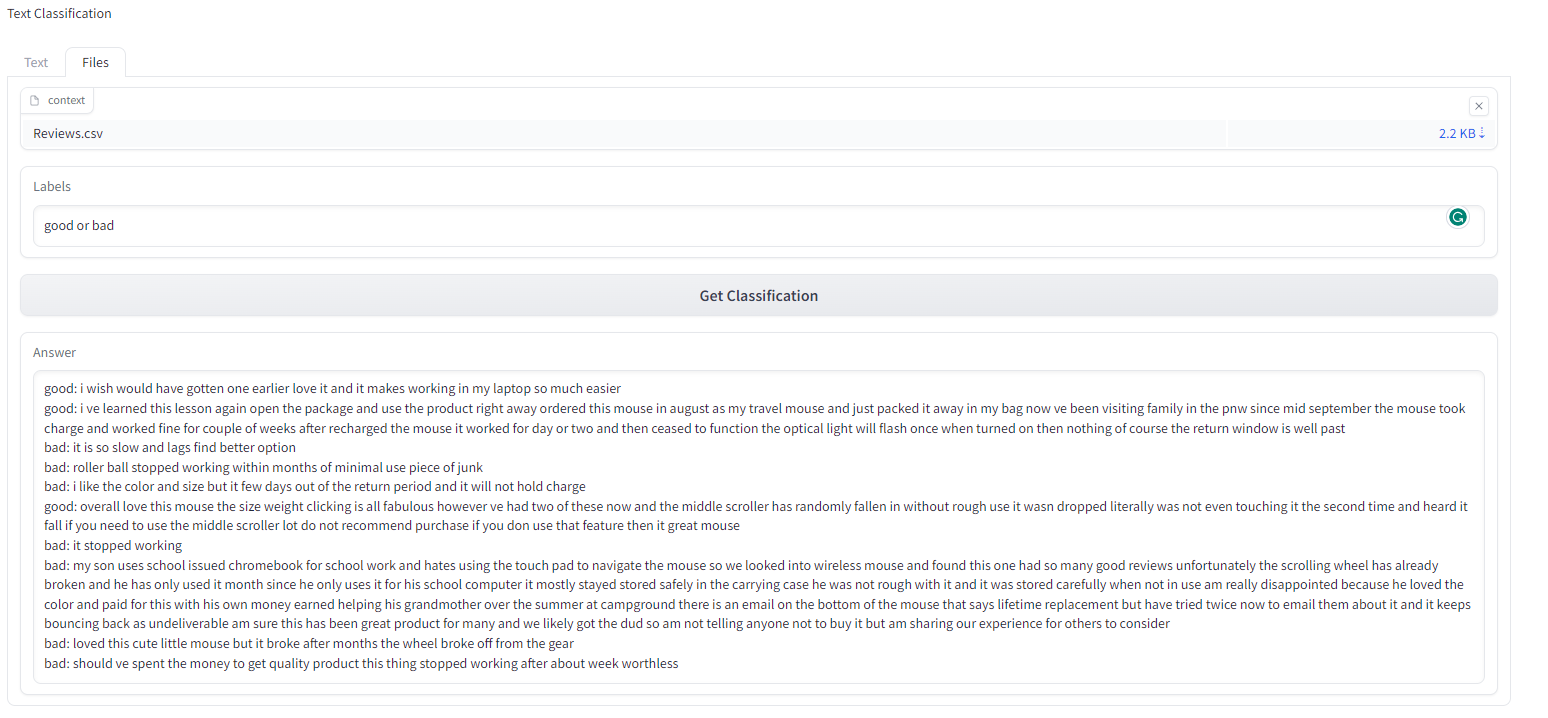 Text Classification
Text
Files
context
Reviews.csv
2.2 KB
Labels
good or bad
Get Classification
Answer
good: i wish would have gotten one earlier love it and it makes working in my laptop so much easier
good: i ve learned this lesson again open the package and use the product right away ordered this mouse in august as my travel mouse and just packed it away in my bag now ve been visiting family in the pnw since mid september the mouse took
charge and worked fine for couple of weeks after recharged the mouse it worked for day or two and then ceased to function the optical light will flash once when turned on then nothing of course the return window is well past
bad: it is so slow and lags find better option
bad: roller ball stopped working within months of minimal use piece of junk
bad: i like the color and size but it few days out of the return period and it will not hold charge
good: overall love this mouse the size weight clicking is all fabulous however ve had two of these now and the middle scroller has randomly fallen in without rough use it wasn dropped literally was not even touching it the second time and heard it
fall if you need to use the middle scroller lot do not recommend purchase if you don use that feature then it great mouse
bad: it stopped working
bad: my son uses school issued chromebook for school work and hates using the touch pad to navigate the mouse so we looked into wireless mouse and found this one had so many good reviews unfortunately the scrolling wheel has already
broken and he has only used it month since he only uses it for his school computer it mostly stayed stored safely in the carrying case he was not rough with it and it was stored carefully when not in use am really disappointed because he loved the
color and paid for this with his own money earned helping his grandmother over the summer at campground there is an email on the bottom of the mouse that says lifetime replacement but have tried twice now to email them about it and it keeps
bouncing back as undeliverable am sure this has been great product for many and we likely got the dud so am not telling anyone not to buy it but am sharing our experience for others to consider
bad: loved this cute little mouse but it broke after months the wheel broke off from the gear
bad: should ve spent the money to get quality product this thing stopped working after about week worthless